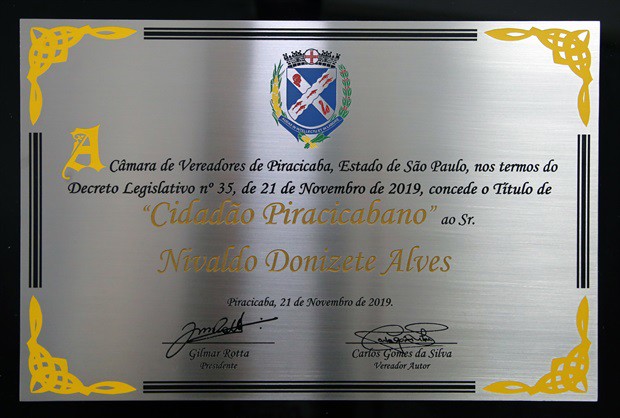 A Câmara de Vereadores de Piracicaba, Estado de São Paulo, nos termos do
Decreto Legislativo nº 35, de 21 de Novembro de 2019, concede o Título de
"Cidadão Piracicabano" ao Sr.
Nivaldo Donizete Alves
Piracicaba, 21 de Novembro de 2019.
Gilmar Rotta
Presidente
Carlos Gomes da Silva
Vereador Autor